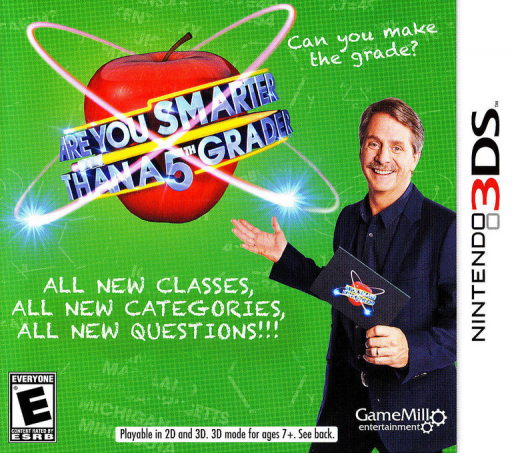 Can you make
the grade?
ARE YOU SMARTER
THAN A 5TH GRADER
ALL NEW CLASSES,
ALL NEW CATEGORIES,
ALL NEW QUESTIONS!!!
NINTENDO 3DS™
EVERYONE
E
CONTENT RATED BY
ESRB
Playable in 2D and 3D. 3D mode for ages 7+. See back.
GameMill
entertainment